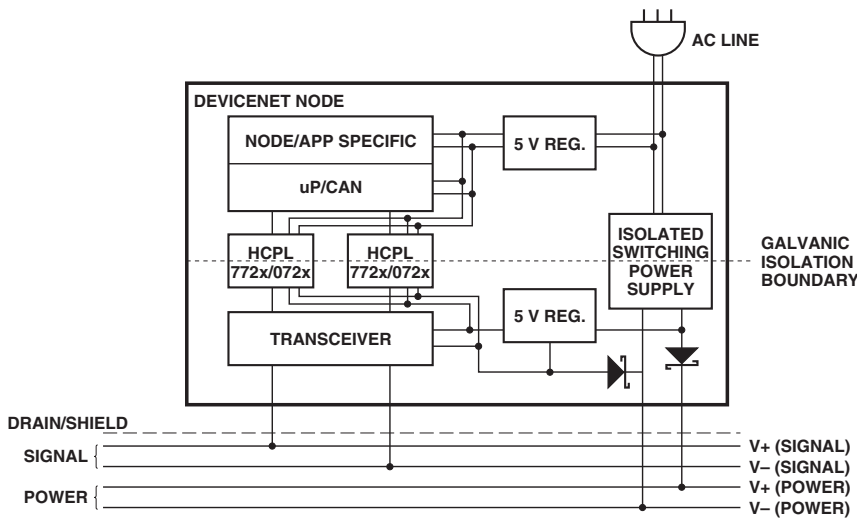 AC LINE
DEVICENET NODE
NODE/APP SPECIFIC
5 V REG.
uP/CAN
HCPL
772x/072x
HCPL
772x/072x
ISOLATED
SWITCHING
POWER
SUPPLY
GALVANIC
ISOLATION
BOUNDARY
5 V REG.
TRANSCEIVER
DRAIN/SHIELD
SIGNAL
V+ (SIGNAL)
V– (SIGNAL)
POWER
V+ (POWER)
V– (POWER)